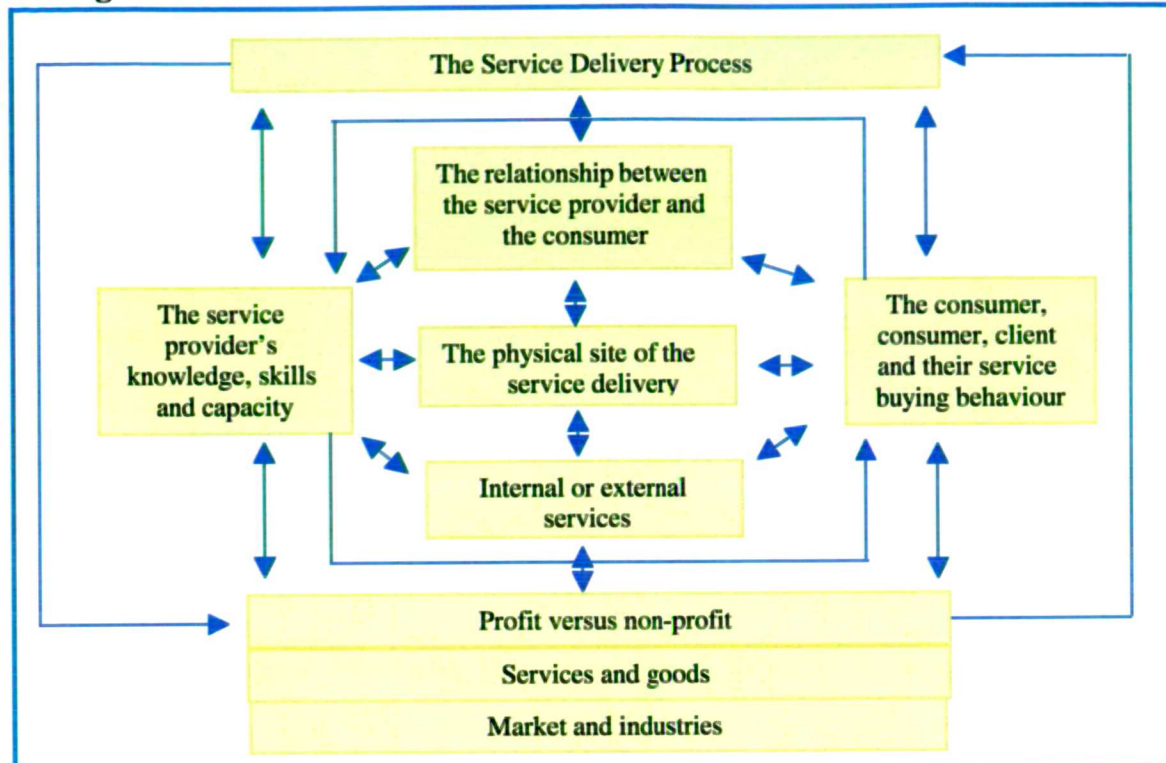 The Service Delivery Process
The relationship between
the service provider and
the consumer
The service
provider's
knowledge, skills
and capacity
The physical site of the
service delivery
The consumer,
consumer, client
and their service
buying behaviour
Internal or external
services
Profit versus non-profit
Services and goods
Market and industries